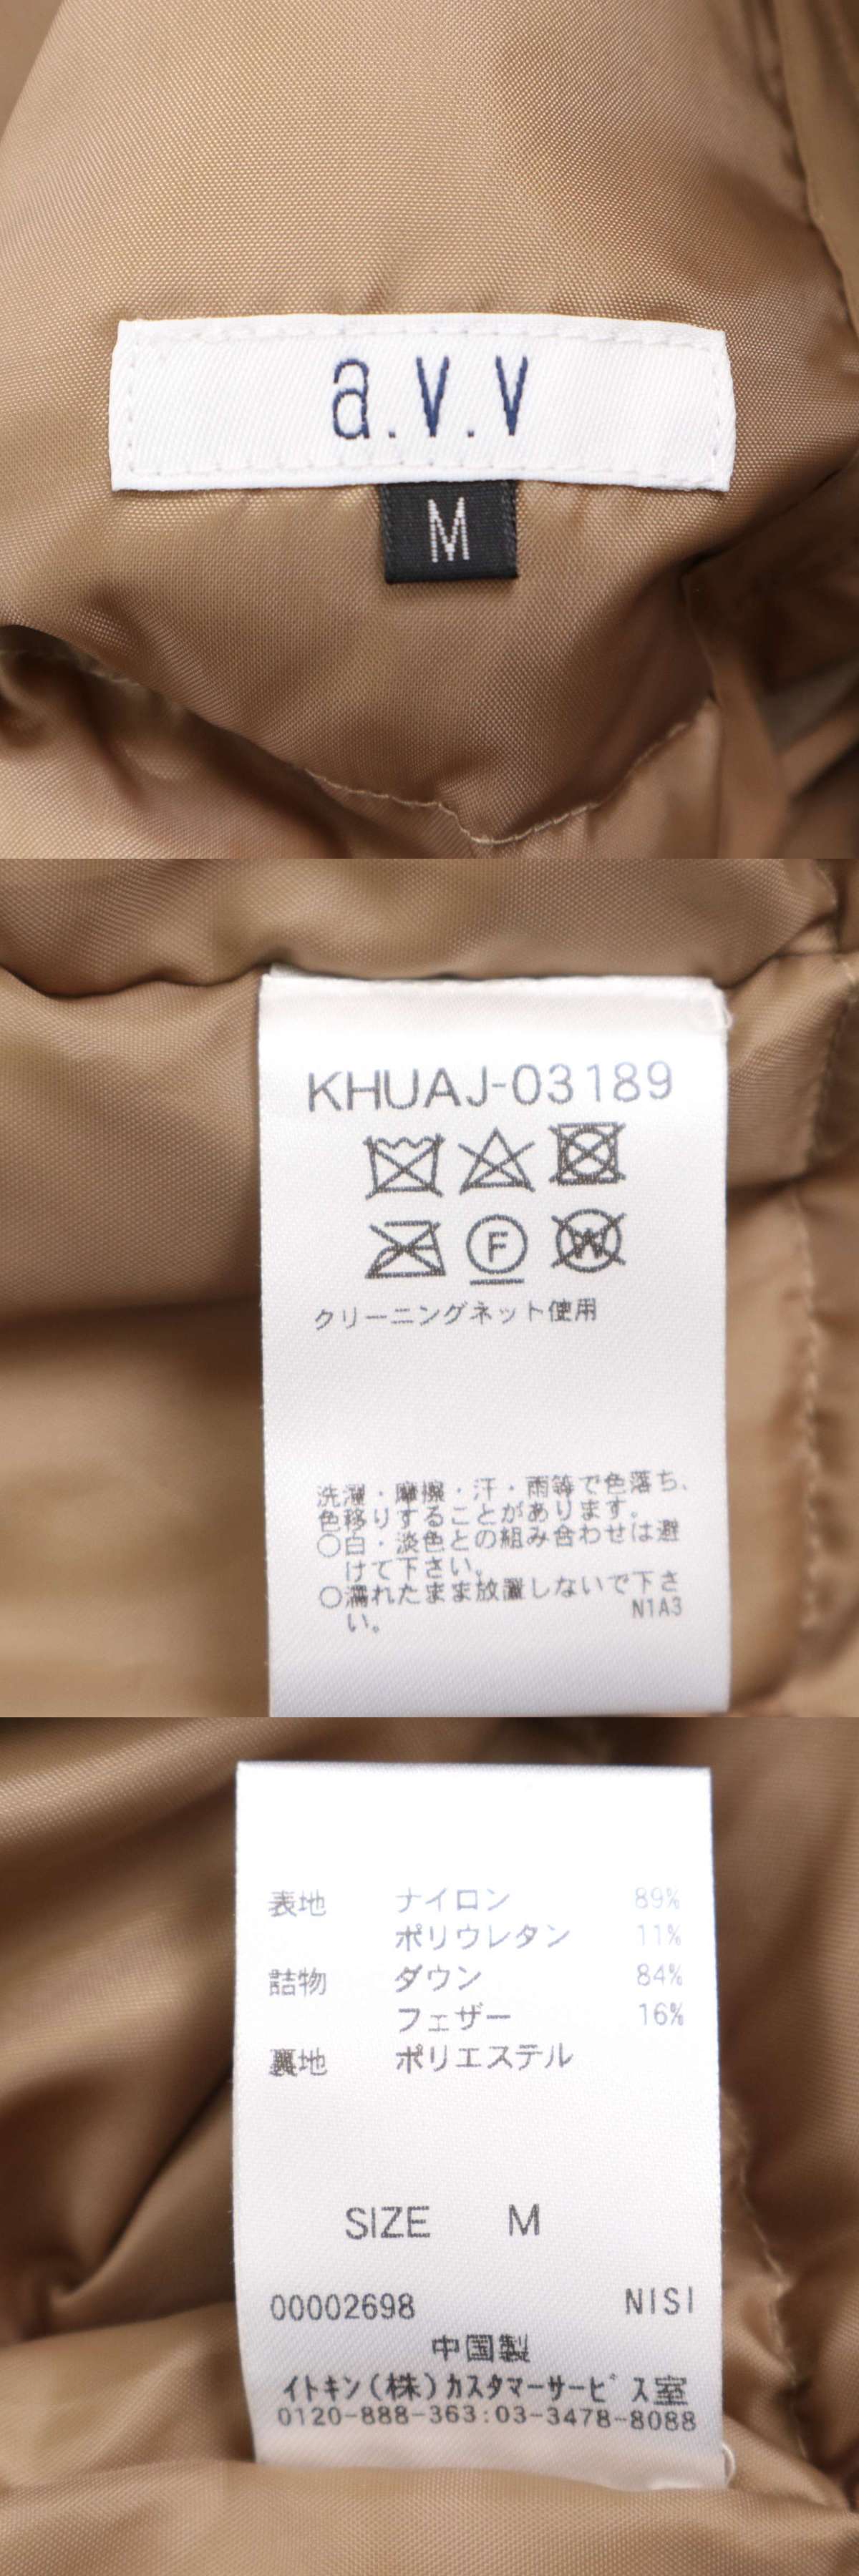 a.v.v
M
KHUAJ-03189
F
W
クリーニングネット使用
洗濯・摩擦・汗・雨等で色落ち、
色移りすることがあります。
○白・淡色との組み合わせは避
けて下さい。
○濡れたまま放置しないで下さ
い。
N1A3
表地 ナイロン 89%
ポリウレタン 11%
詰物 ダウン 84%
フェザー 16%
裏地 ポリエステル
SIZE M
00002698 NISI
中国製
イトキン(株)カスタマーサービス室
0120-888-363:03-3478-8088